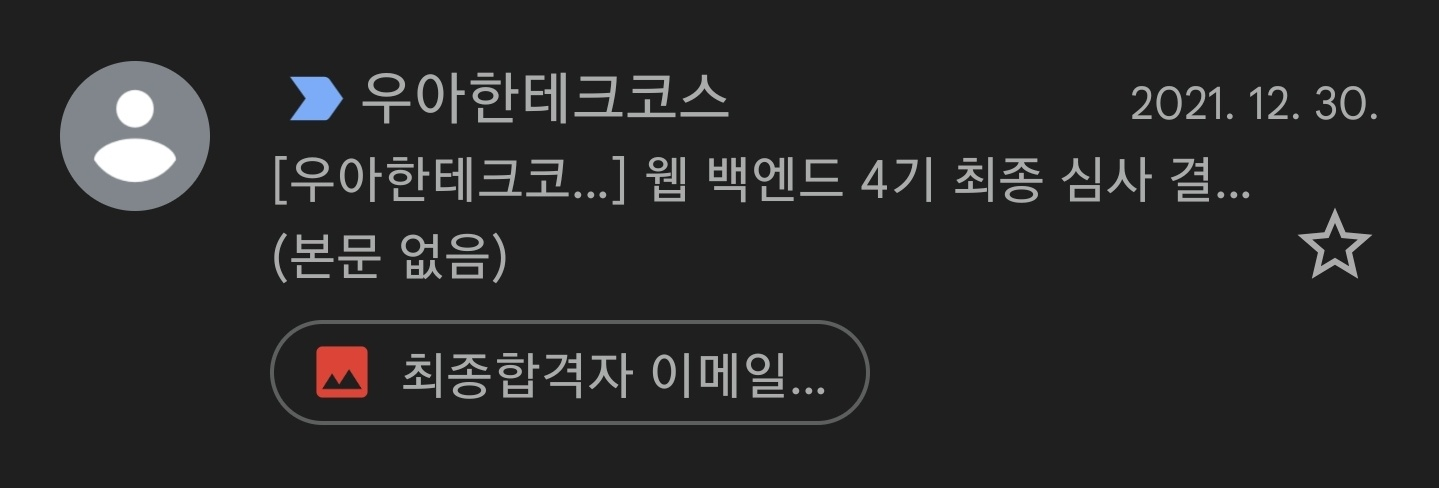 우아한테크코스
2021. 12. 30.
[우아한테크코...] 웹 백엔드 4기 최종 심사 결...
(본문 없음)
최종합격자 이메일...